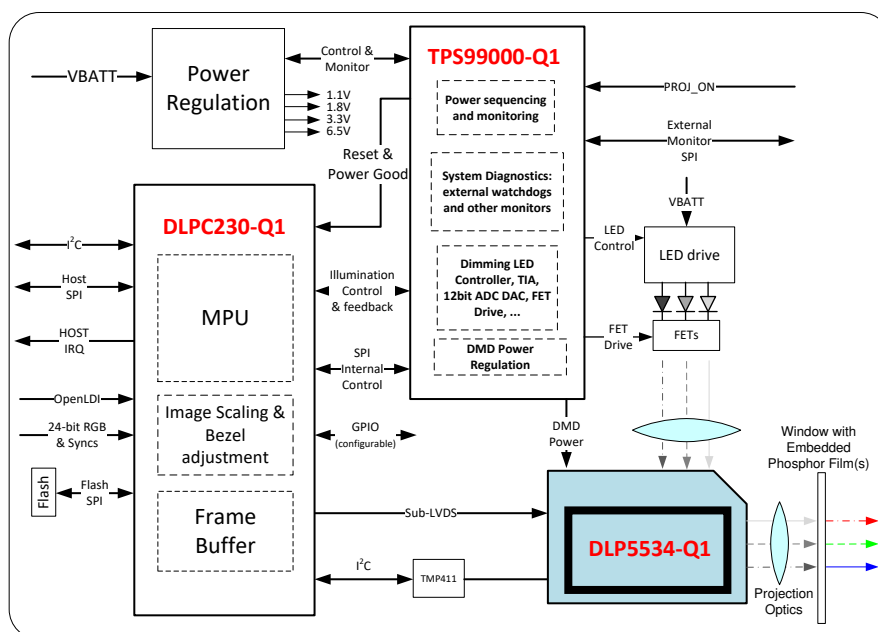 VBATT
Power
Regulation
Control &
Monitor
1.1V
1.8V
3.3V
6.5V
Reset &
Power Good
TPS99000-Q1
Power sequencing
and monitoring
System Diagnostics:
external watchdogs
and other monitors
Dimming LED
Controller, TIA,
12bit ADC DAC, FET
Drive, ...
DMD Power
Regulation
PROJ_ON
External
Monitor
SPI
VBATT
LED
Control
LED drive
FET
Drive
FETs
DLPC230-Q1
MPU
Image Scaling &
Bezel
adjustment
Frame
Buffer
I²C
Host
SPI
HOST
IRQ
OpenLDI
24-bit RGB
& Syncs
Flash
Flash
SPI
Illumination
Control
& feedback
SPI
Internal
Control
GPIO
(configurable)
Sub-LVDS
I²C
TMP411
DMD
Power
DLP5534-Q1
Window with
Embedded
Phosphor Film(s)
Projection
Optics